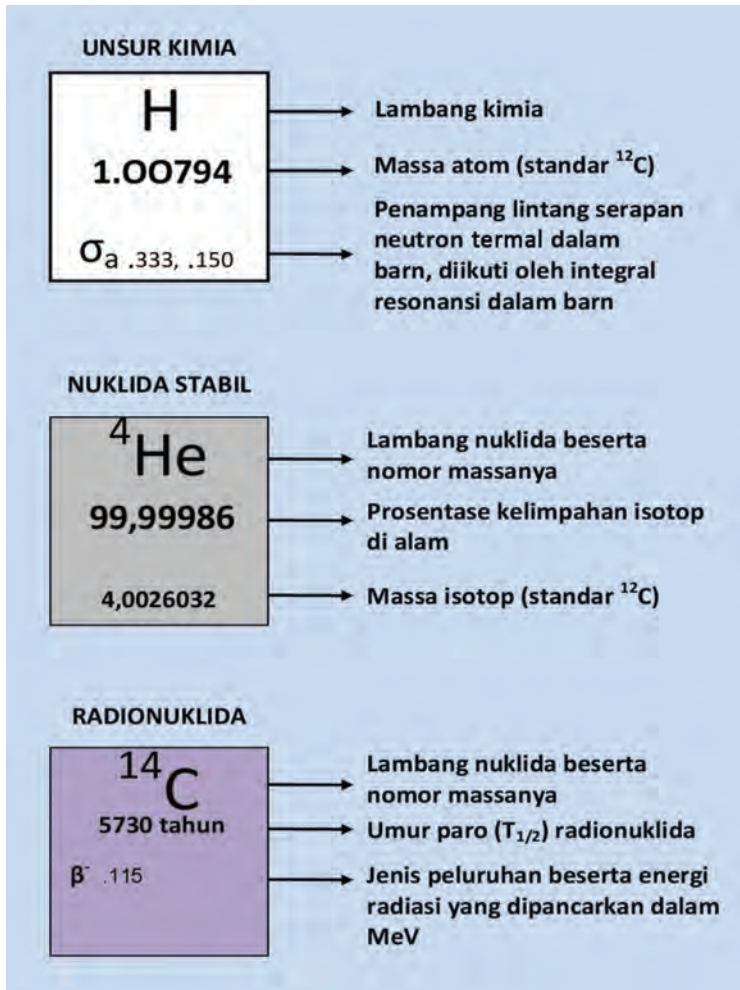 UNSUR KIMIA
H
1.OO794
σa .333, .150
Lambang kimia
Massa atom (standar ¹²C)
Penampang lintang serapan
neutron termal dalam
barn, diikuti oleh integral
resonansi dalam barn
NUKLIDA STABIL
⁴He
99,99986
4,0026032
Lambang nuklida beserta
nomor massanya
Prosentase kelimpahan isotop
di alam
Massa isotop (standar ¹²C)
RADIONUKLIDA
¹⁴C
5730 tahun
β⁻ .115
Lambang nuklida beserta
nomor massanya
Umur paro (T₁/₂) radionuklida
Jenis peluruhan beserta energi
radiasi yang dipancarkan dalam
MeV